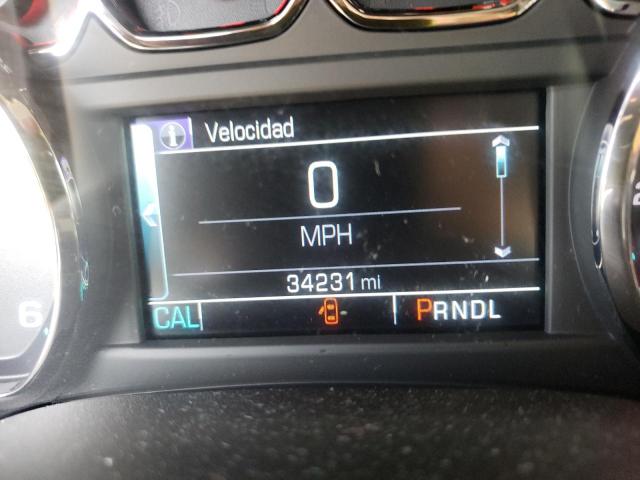 Velocidad
0
MPH
34231 mi
CAL PRNDL
6